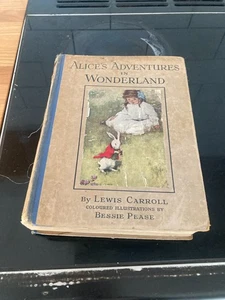 ALICE'S ADVENTURES
IN
WONDERLAND
BY LEWIS CARROLL
COLOURED ILLUSTRATIONS BY
BESSIE PEASE